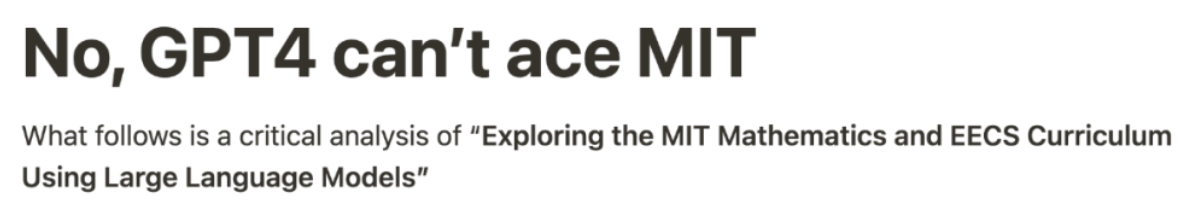 No, GPT4 can’t ace MIT
What follows is a critical analysis of “Exploring the MIT Mathematics and EECS Curriculum
Using Large Language Models”